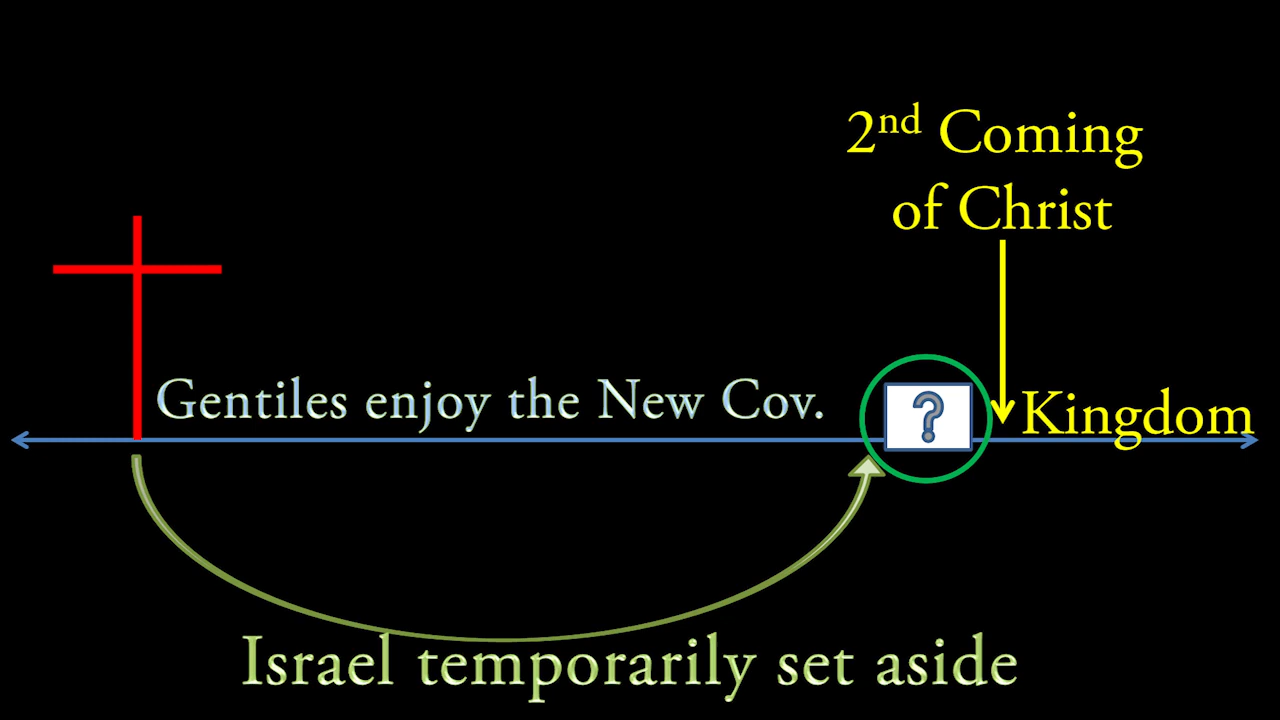 2nd Coming
of Christ
Gentiles enjoy the New Cov.
?
Kingdom
Israel temporarily set aside